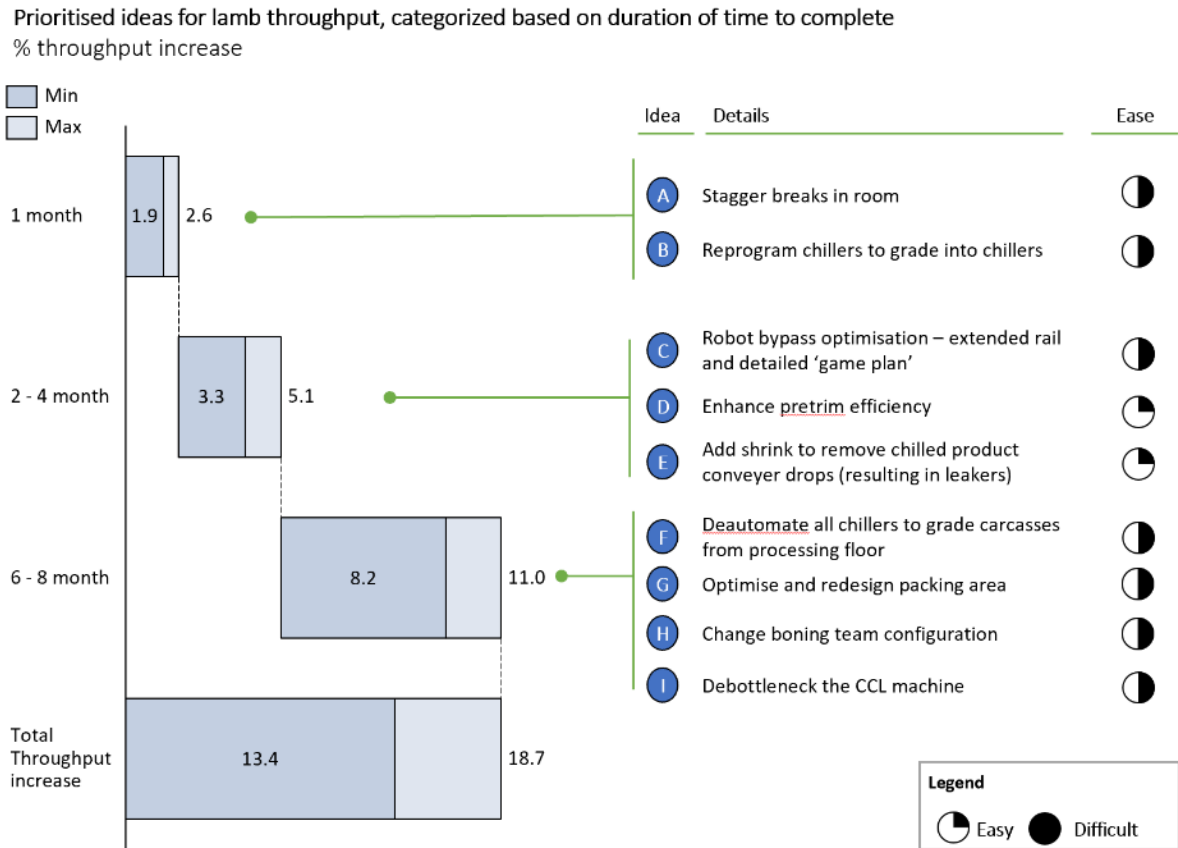 Prioritised ideas for lamb throughput, categorized based on duration of time to complete
% throughput increase
Min
Max
Idea Details Ease
1 month
1.9 2.6
A Stagger breaks in room
B Reprogram chillers to grade into chillers
2 - 4 month
3.3 5.1
C Robot bypass optimisation – extended rail
and detailed ‘game plan’
D Enhance pretrim efficiency
E Add shrink to remove chilled product
conveyer drops (resulting in leakers)
6 - 8 month
8.2 11.0
F Deautomate all chillers to grade carcasses
from processing floor
G Optimise and redesign packing area
H Change boning team configuration
I Debottleneck the CCL machine
Total
Throughput
increase
13.4 18.7
Legend
Easy Difficult